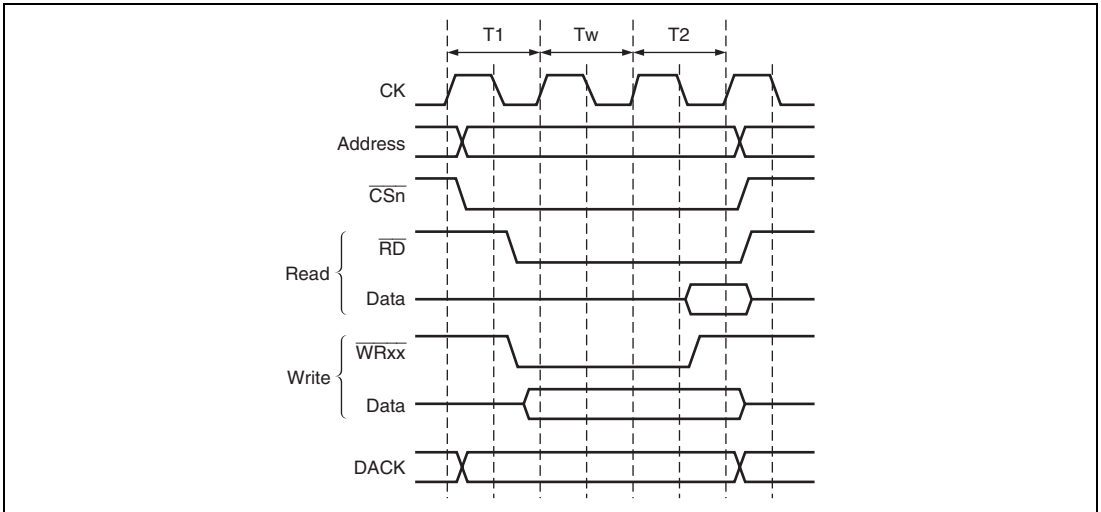 T1 Tw T2
CK
Address
CSn
RD
Read
Data
WRxx
Write
Data
DACK